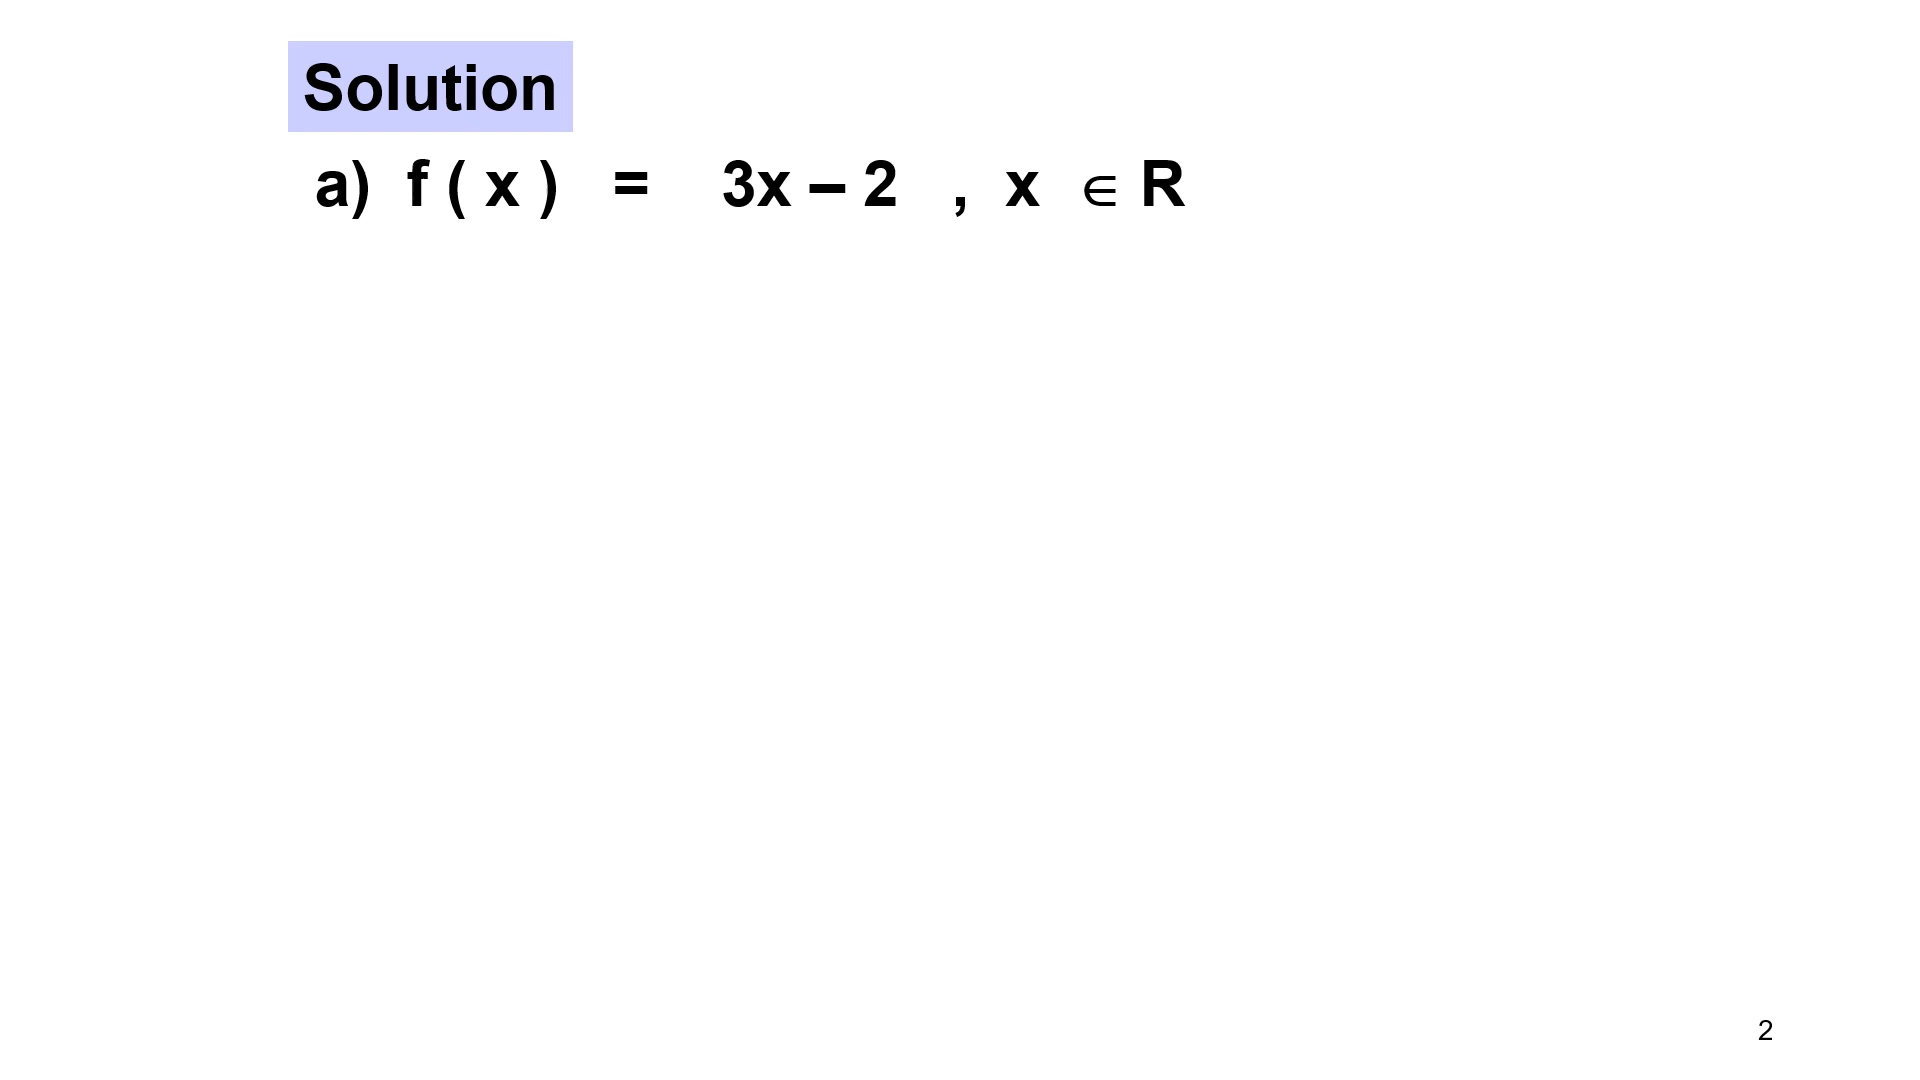 Solution
a) f ( x ) = 3x – 2 , x ∈ R
2